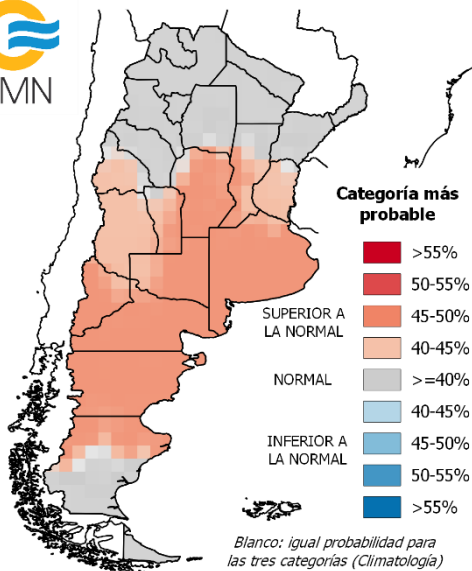 MN
Categoría más
probable
>55%
50-55%
45-50%
SUPERIOR A
LA NORMAL
40-45%
NORMAL
>=40%
40-45%
INFERIOR A
LA NORMAL
45-50%
50-55%
>55%
Blanco: igual probabilidad para
las tres categorías (Climatología)